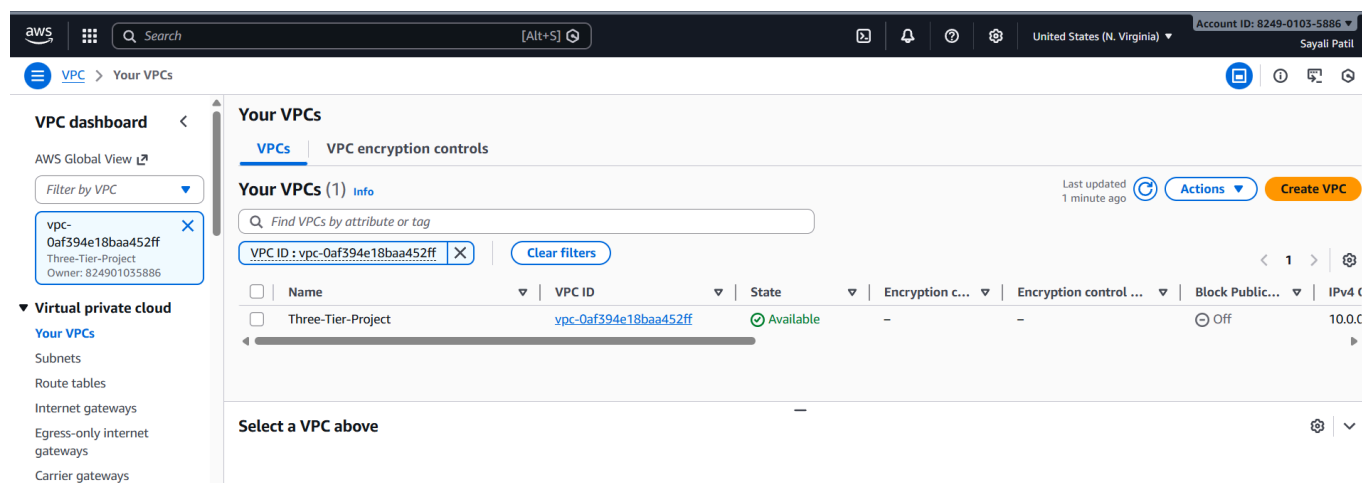 aws
Search
[Alt+S]
United States (N. Virginia)
Account ID: 8249-0103-5886
Sayali Patil
VPC > Your VPCs
VPC dashboard
AWS Global View
Filter by VPC
vpc-
0af394e18baa452ff
Three-Tier-Project
Owner: 824901035886
Virtual private cloud
Your VPCs
Subnets
Route tables
Internet gateways
Egress-only internet
gateways
Carrier gateways
Your VPCs
VPCs
VPC encryption controls
Your VPCs (1) Info
Last updated
1 minute ago
Actions
Create VPC
Find VPCs by attribute or tag
VPC ID : vpc-0af394e18baa452ff
Clear filters
1
Name VPC ID State Encryption c... Encryption control ... Block Public... IPv4
Three-Tier-Project vpc-0af394e18baa452ff Available – – Off 10.0.
Select a VPC above